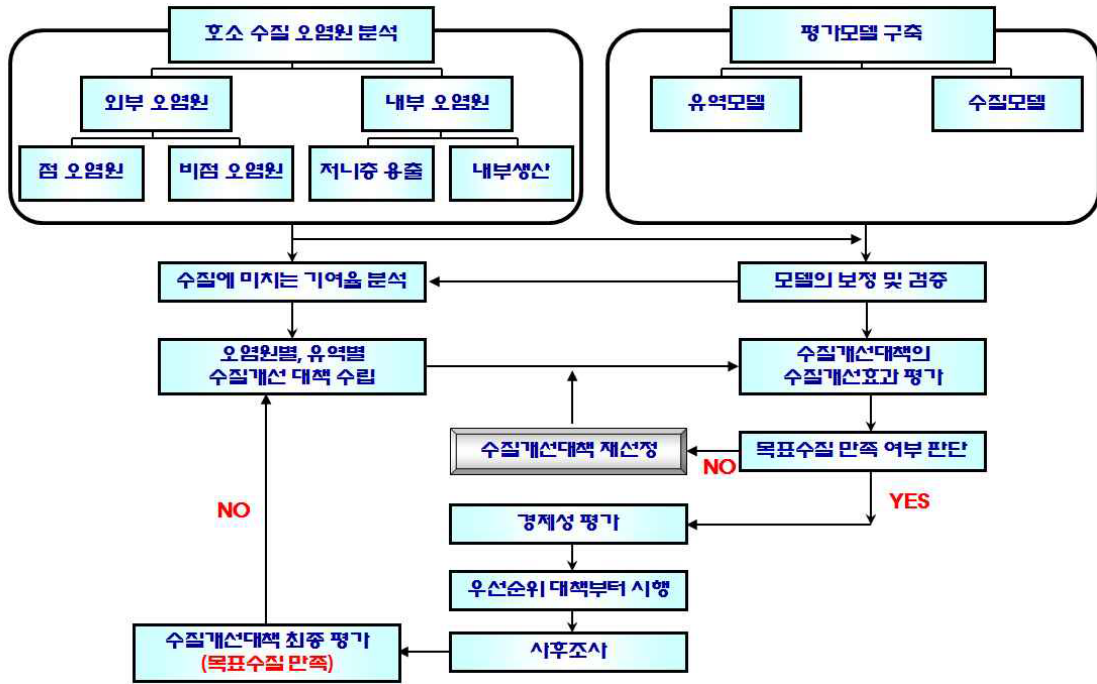 호소 수질 오염원 분석
평가모델 구축
외부 오염원
내부 오염원
유역모델
수질모델
점 오염원
비점 오염원
저니층 용출
내부생산
수질에 미치는 기여율 분석
모델의 보정 및 검증
오염원별, 유역별
수질개선 대책 수립
수질개선대책의
수질개선효과 평가
수질개선대책 재선정
NO
목표수질 만족 여부 판단
NO
YES
경제성 평가
우선순위 대책부터 시행
수질개선대책 최종 평가
(목표수질 만족)
사후조사